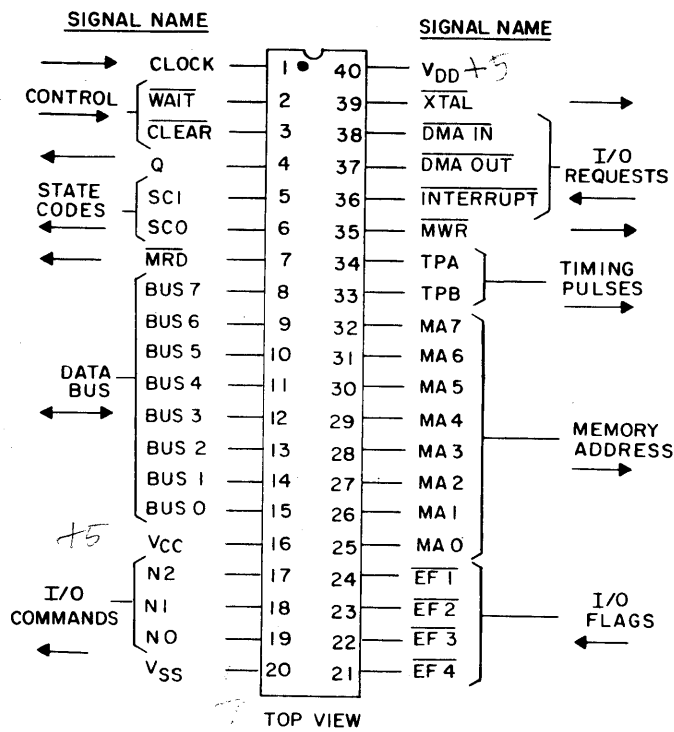 SIGNAL NAME
SIGNAL NAME
CLOCK 1 40 VDD +5
CONTROL
WAIT 2 39 XTAL
CLEAR 3 38 DMA IN
Q 4 37 DMA OUT
I/O REQUESTS
STATE CODES
SC1 5 36 INTERRUPT
SC0 6 35 MWR
MRD 7 34 TPA
BUS 7 8 33 TPB
TIMING PULSES
BUS 6 9 32 MA7
BUS 5 10 31 MA6
DATA BUS
BUS 4 11 30 MA5
BUS 3 12 29 MA4
BUS 2 13 28 MA3
MEMORY ADDRESS
BUS 1 14 27 MA2
BUS 0 15 26 MA1
+5
VCC 16 25 MA0
N2 17 24 EF1
I/O COMMANDS
N1 18 23 EF2
I/O FLAGS
N0 19 22 EF3
VSS 20 21 EF4
TOP VIEW